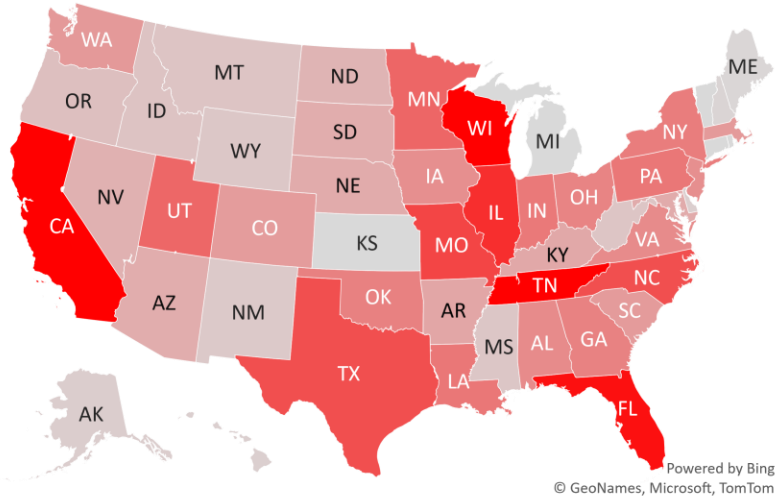 WA
ME
MT
ND
MN
OR
ID
WI
MI
NY
SD
WY
IA
PA
NE
NV
UT
IL
IN
OH
CA
CO
KS
MO
KY
VA
TN
NC
AZ
NM
OK
AR
SC
MS
AL
GA
TX
LA
FL
AK
Powered by Bing
© GeoNames, Microsoft, TomTom